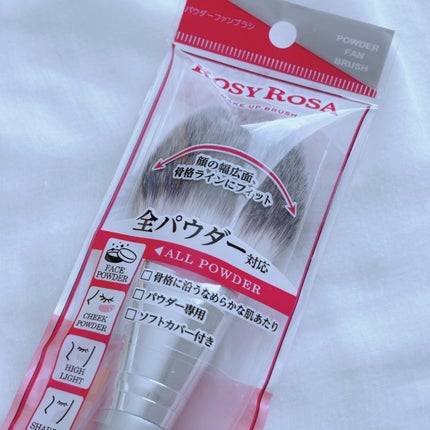 パウダーファンブラシ
POWDER
FAN
BRUSH
ROSY ROSA
MAKE UP BRUSH
顔の幅広面、
骨格ラインにフィット
全パウダー対応
◀ALL POWDER
FACE
POWDER
□骨格に沿うなめらかな肌あたり
□パウダー専用
□ソフトカバー付き
CHEEK
POWDER
HIGH
LIGHT